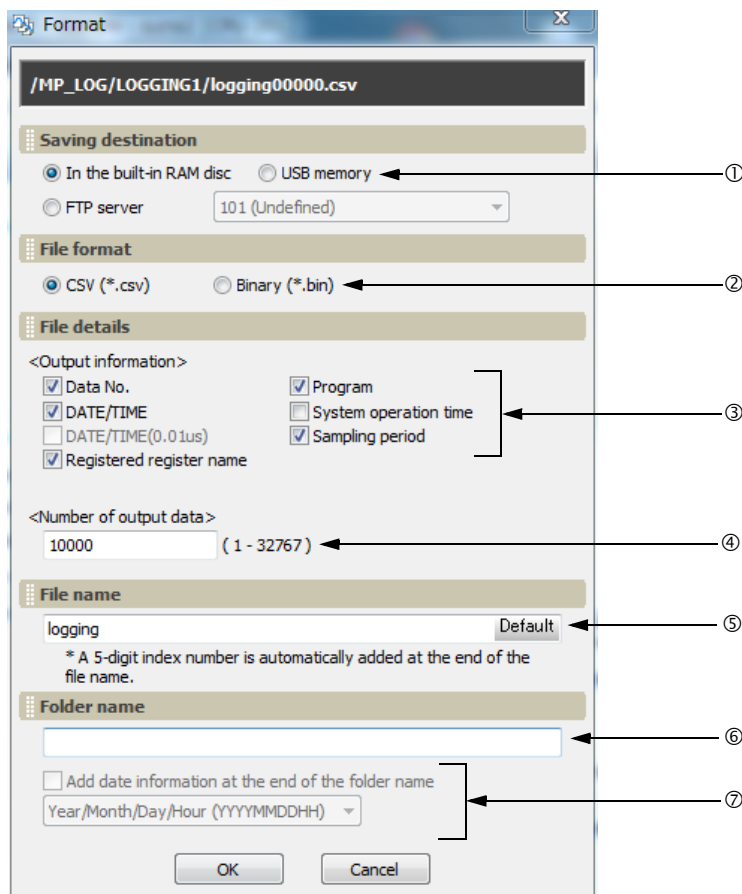 Format
/MP_LOG/LOGGING1/logging00000.csv
Saving destination
In the built-in RAM disc USB memory ①
FTP server 101 (Undefined)
File format
CSV (*.csv) Binary (*.bin) ②
File details
<Output information>
Data No. Program
DATE/TIME System operation time ③
DATE/TIME(0.01us) Sampling period
Registered register name
<Number of output data>
10000 ( 1 - 32767 ) ④
File name
logging Default ⑤
* A 5-digit index number is automatically added at the end of the
file name.
Folder name
⑥
Add date information at the end of the folder name
Year/Month/Day/Hour (YYYYMMDDHH) ⑦
OK Cancel